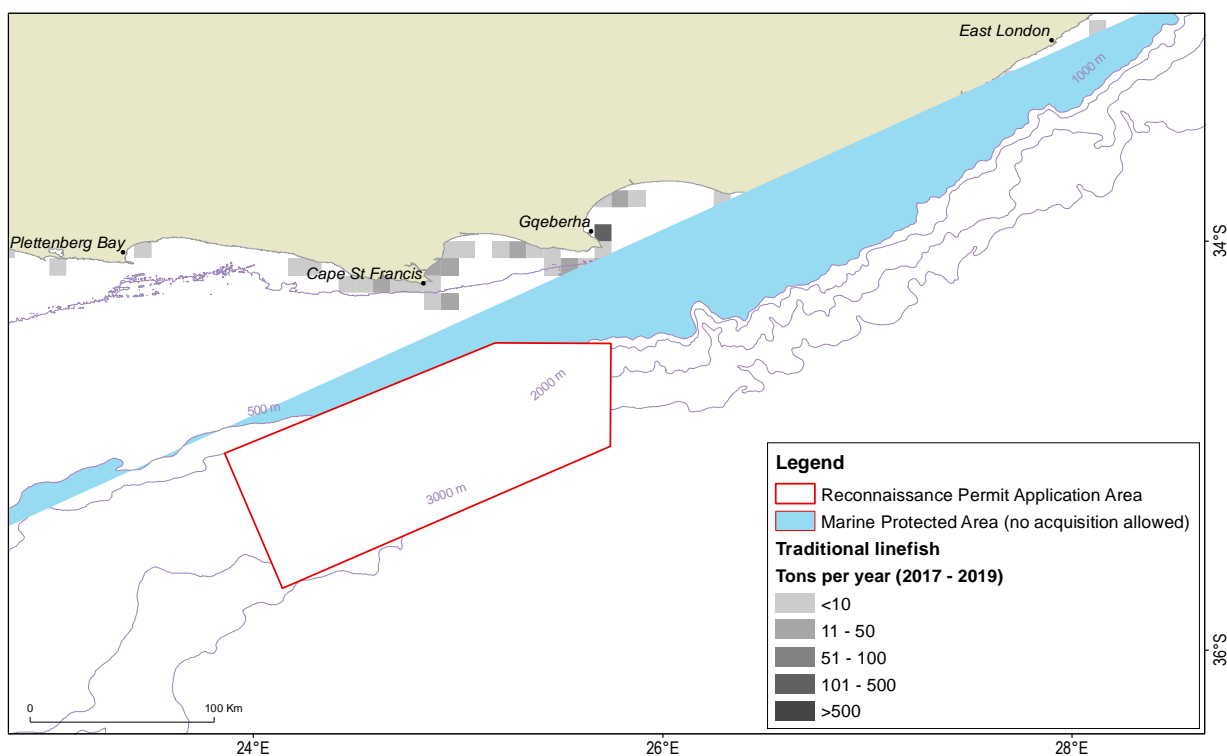 East London
1000 m
Gqeberha
Plettenberg Bay
Cape St Francis
34°S
2000 m
500 m
3000 m
Legend
Reconnaissance Permit Application Area
Marine Protected Area (no acquisition allowed)
Traditional linefish
Tons per year (2017 - 2019)
<10
11 - 50
51 - 100
101 - 500
>500
36°S
0
100 Km
24°E
26°E
28°E